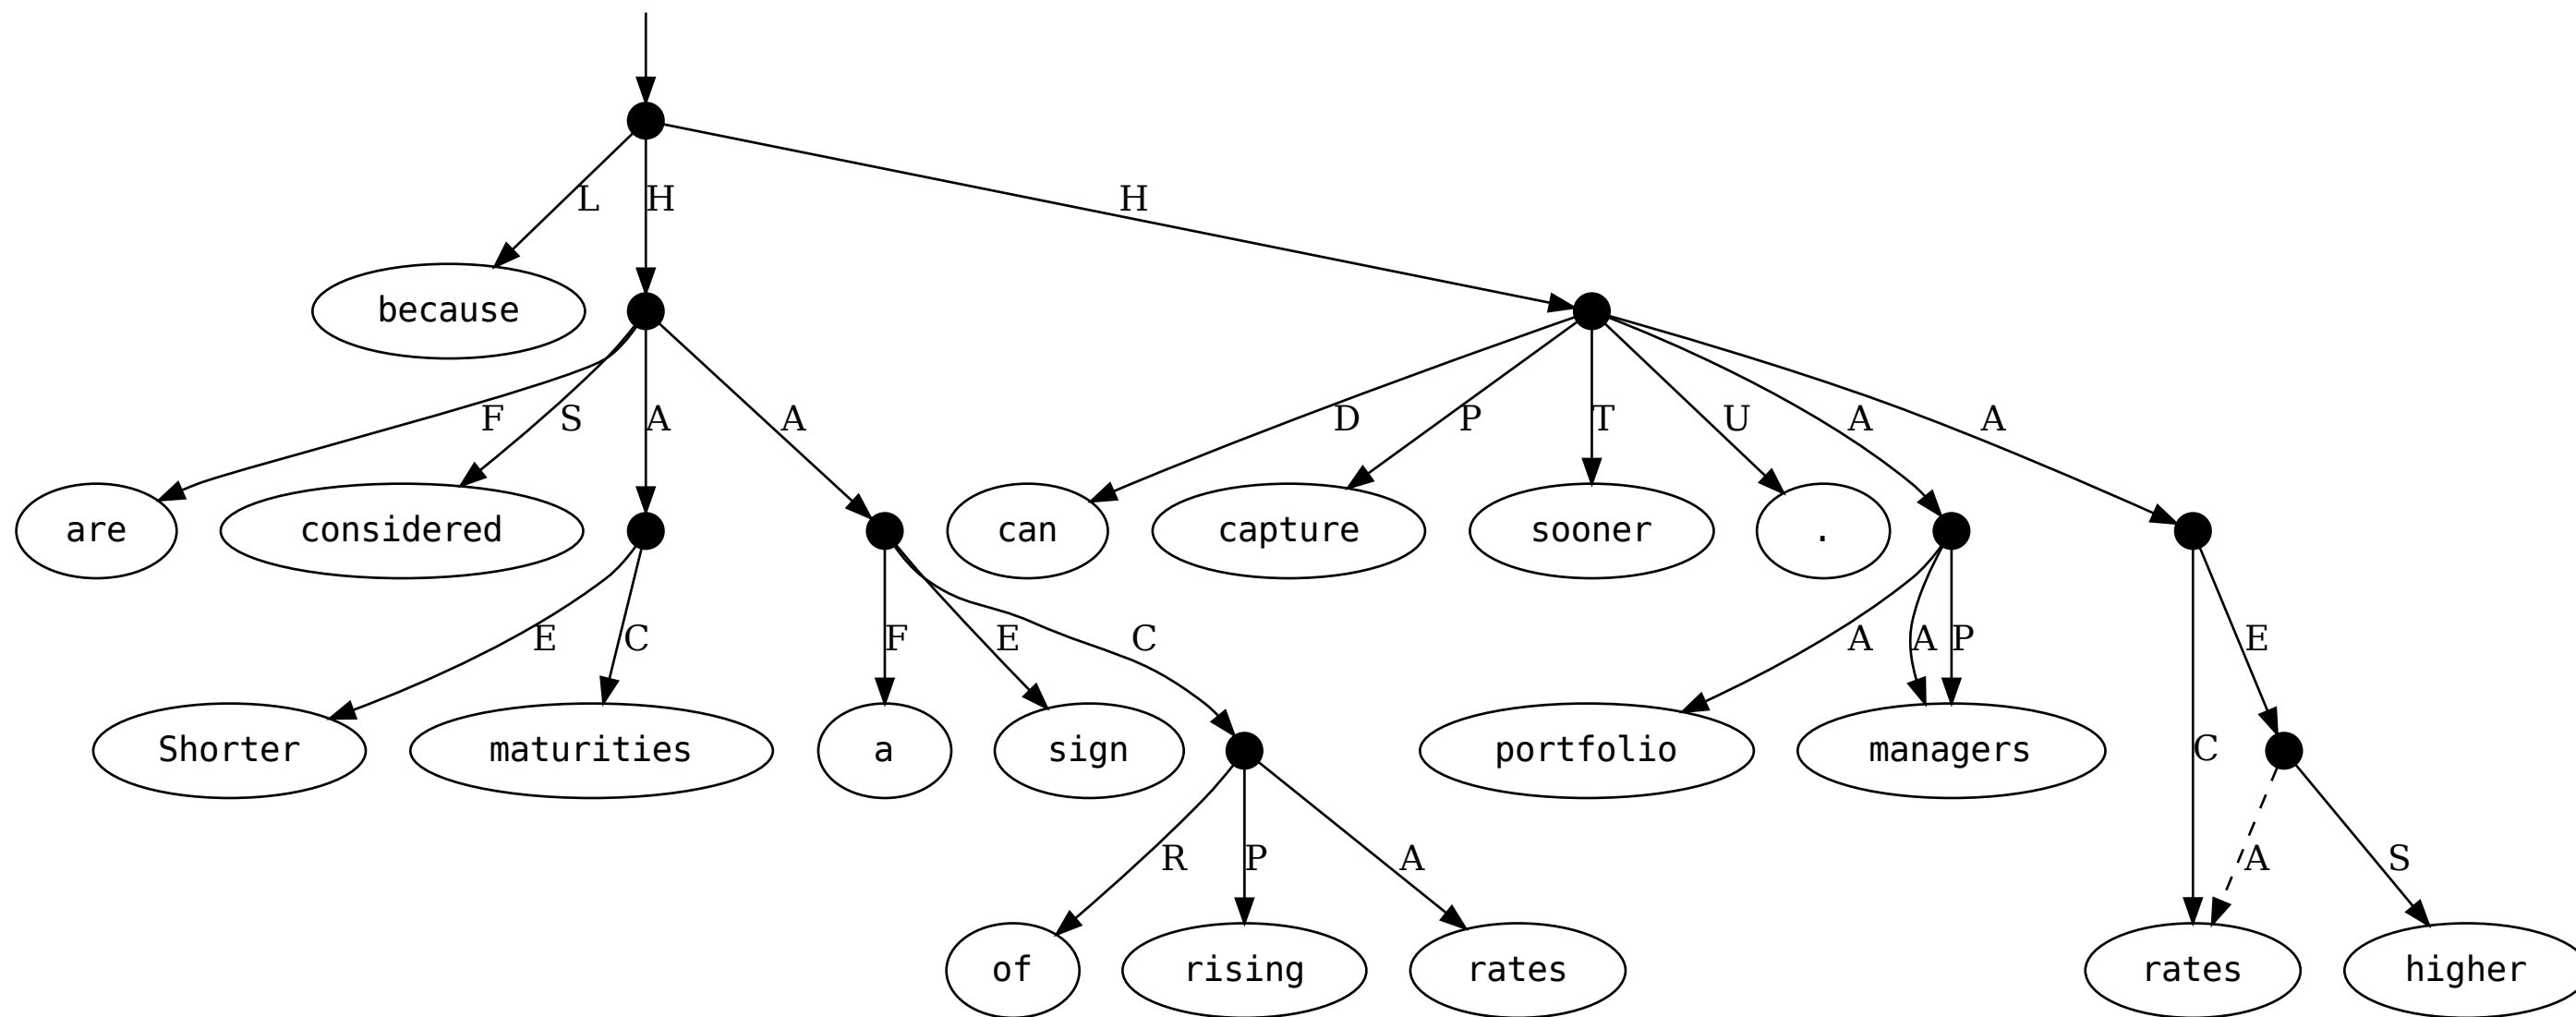 L H H
because
F S A A D P T U A A
are considered can capture sooner .
E C F E C A A P C E
Shorter maturities a sign portfolio managers
R P A A S
of rising rates rates higher